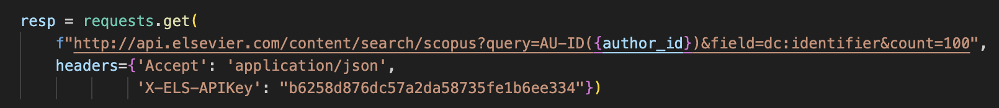 resp = requests.get(
f"http://api.elsevier.com/content/search/scopus?query=AU-ID({author_id})&field=dc:identifier&count=100",
headers={'Accept': 'application/json',
'X-ELS-APIKey': "b6258d876dc57a2da58735fe1b6ee334"})